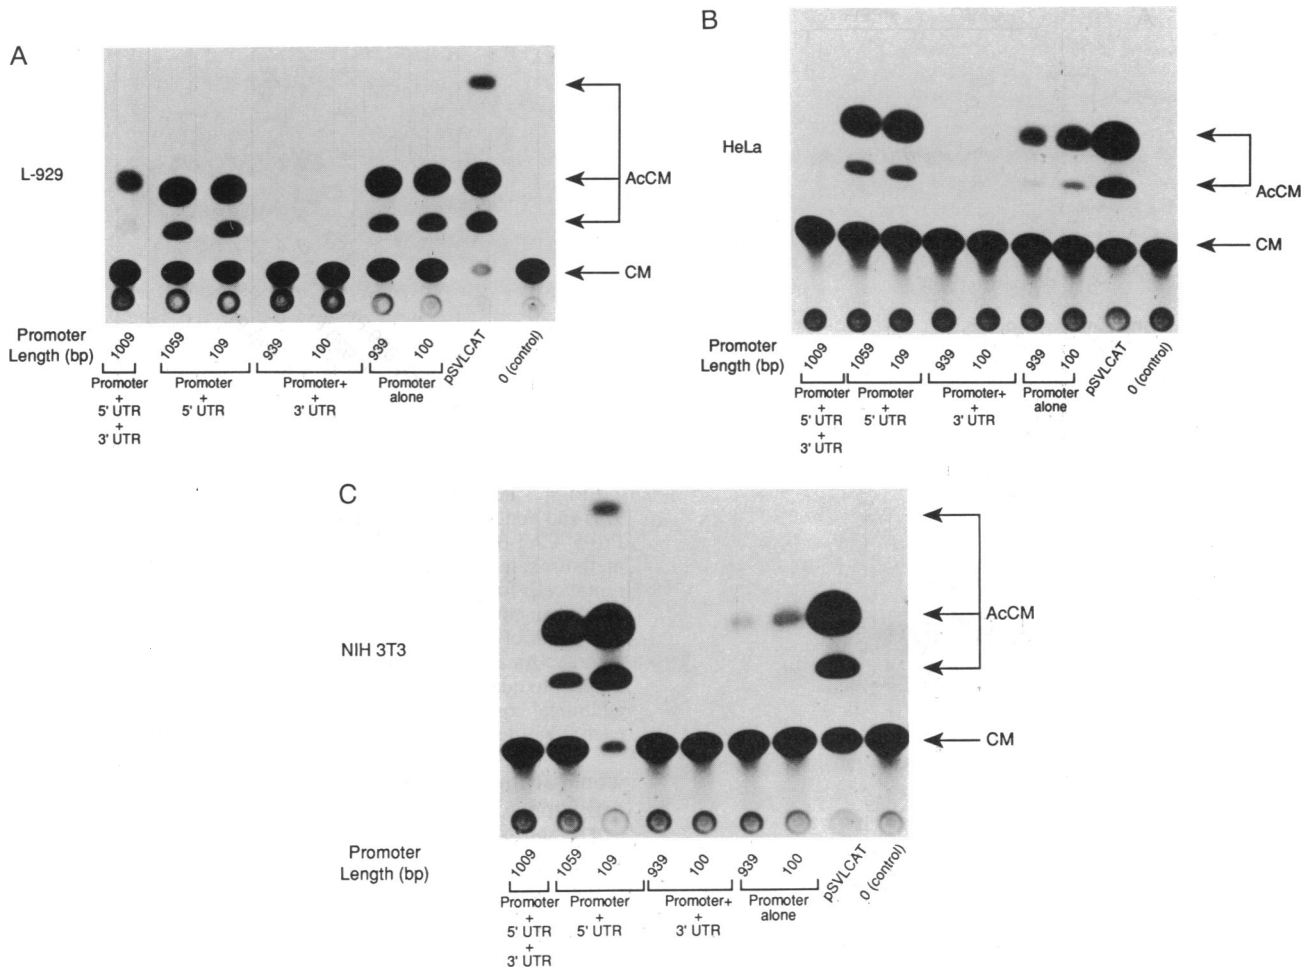 A
L-929
AcCM
CM
Promoter
Length (bp)
1009 1059 109 939 100 939 100 pSVLCAT 0 (control)
Promoter Promoter Promoter+ Promoter
+ + + alone
5' UTR 5' UTR 3' UTR
+
3' UTR
B
HeLa
AcCM
CM
Promoter
Length (bp)
1009 1059 109 939 100 939 100 pSVLCAT 0 (control)
Promoter Promoter Promoter+ Promoter
+ + + alone
5' UTR 5' UTR 3' UTR
+
3' UTR
C
NIH 3T3
AcCM
CM
Promoter
Length (bp)
1009 1059 109 939 100 939 100 pSVLCAT 0 (control)
Promoter Promoter Promoter+ Promoter
+ + + alone
5' UTR 5' UTR 3' UTR
+
3' UTR